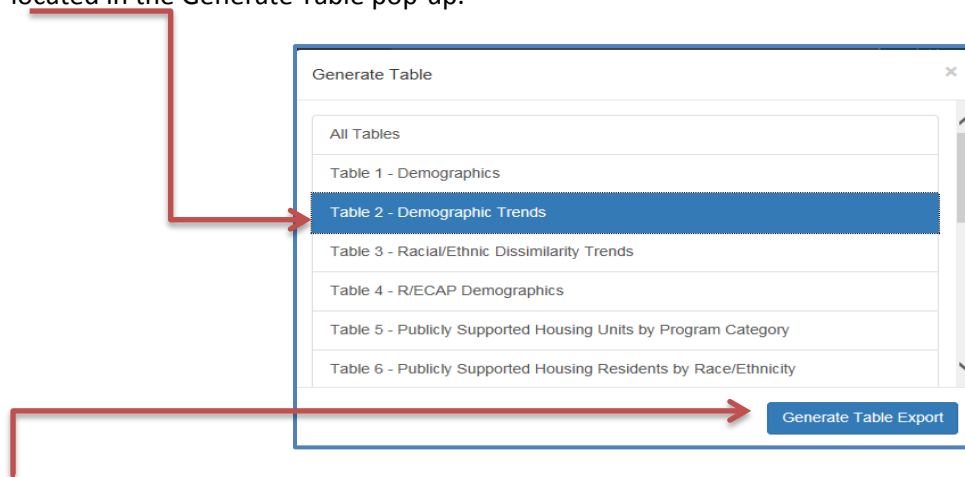 located in the Generate Table pop-up.
Generate Table ×
All Tables
Table 1 - Demographics
Table 2 - Demographic Trends
Table 3 - Racial/Ethnic Dissimilarity Trends
Table 4 - R/ECAP Demographics
Table 5 - Publicly Supported Housing Units by Program Category
Table 6 - Publicly Supported Housing Residents by Race/Ethnicity
Generate Table Export